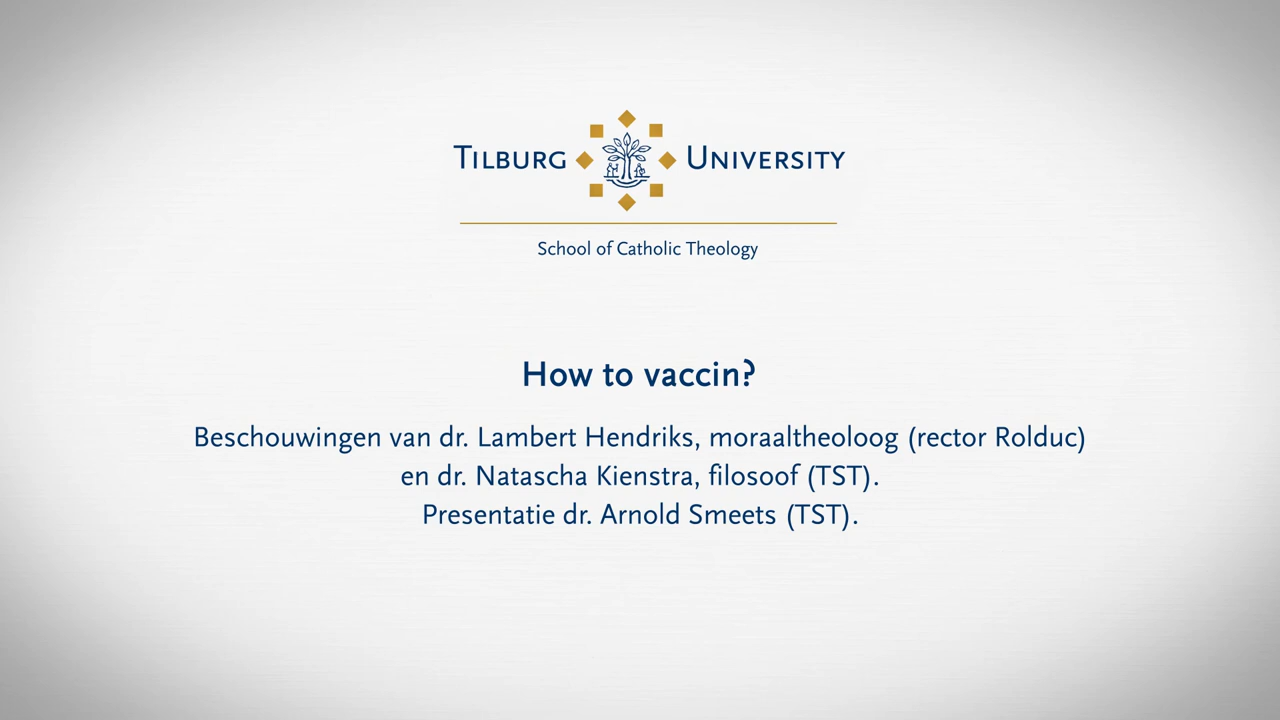 TILBURG UNIVERSITY
School of Catholic Theology
How to vaccin?
Beschouwingen van dr. Lambert Hendriks, moraaltheoloog (rector Rolduc)
en dr. Natascha Kienstra, filosoof (TST).
Presentatie dr. Arnold Smeets (TST).